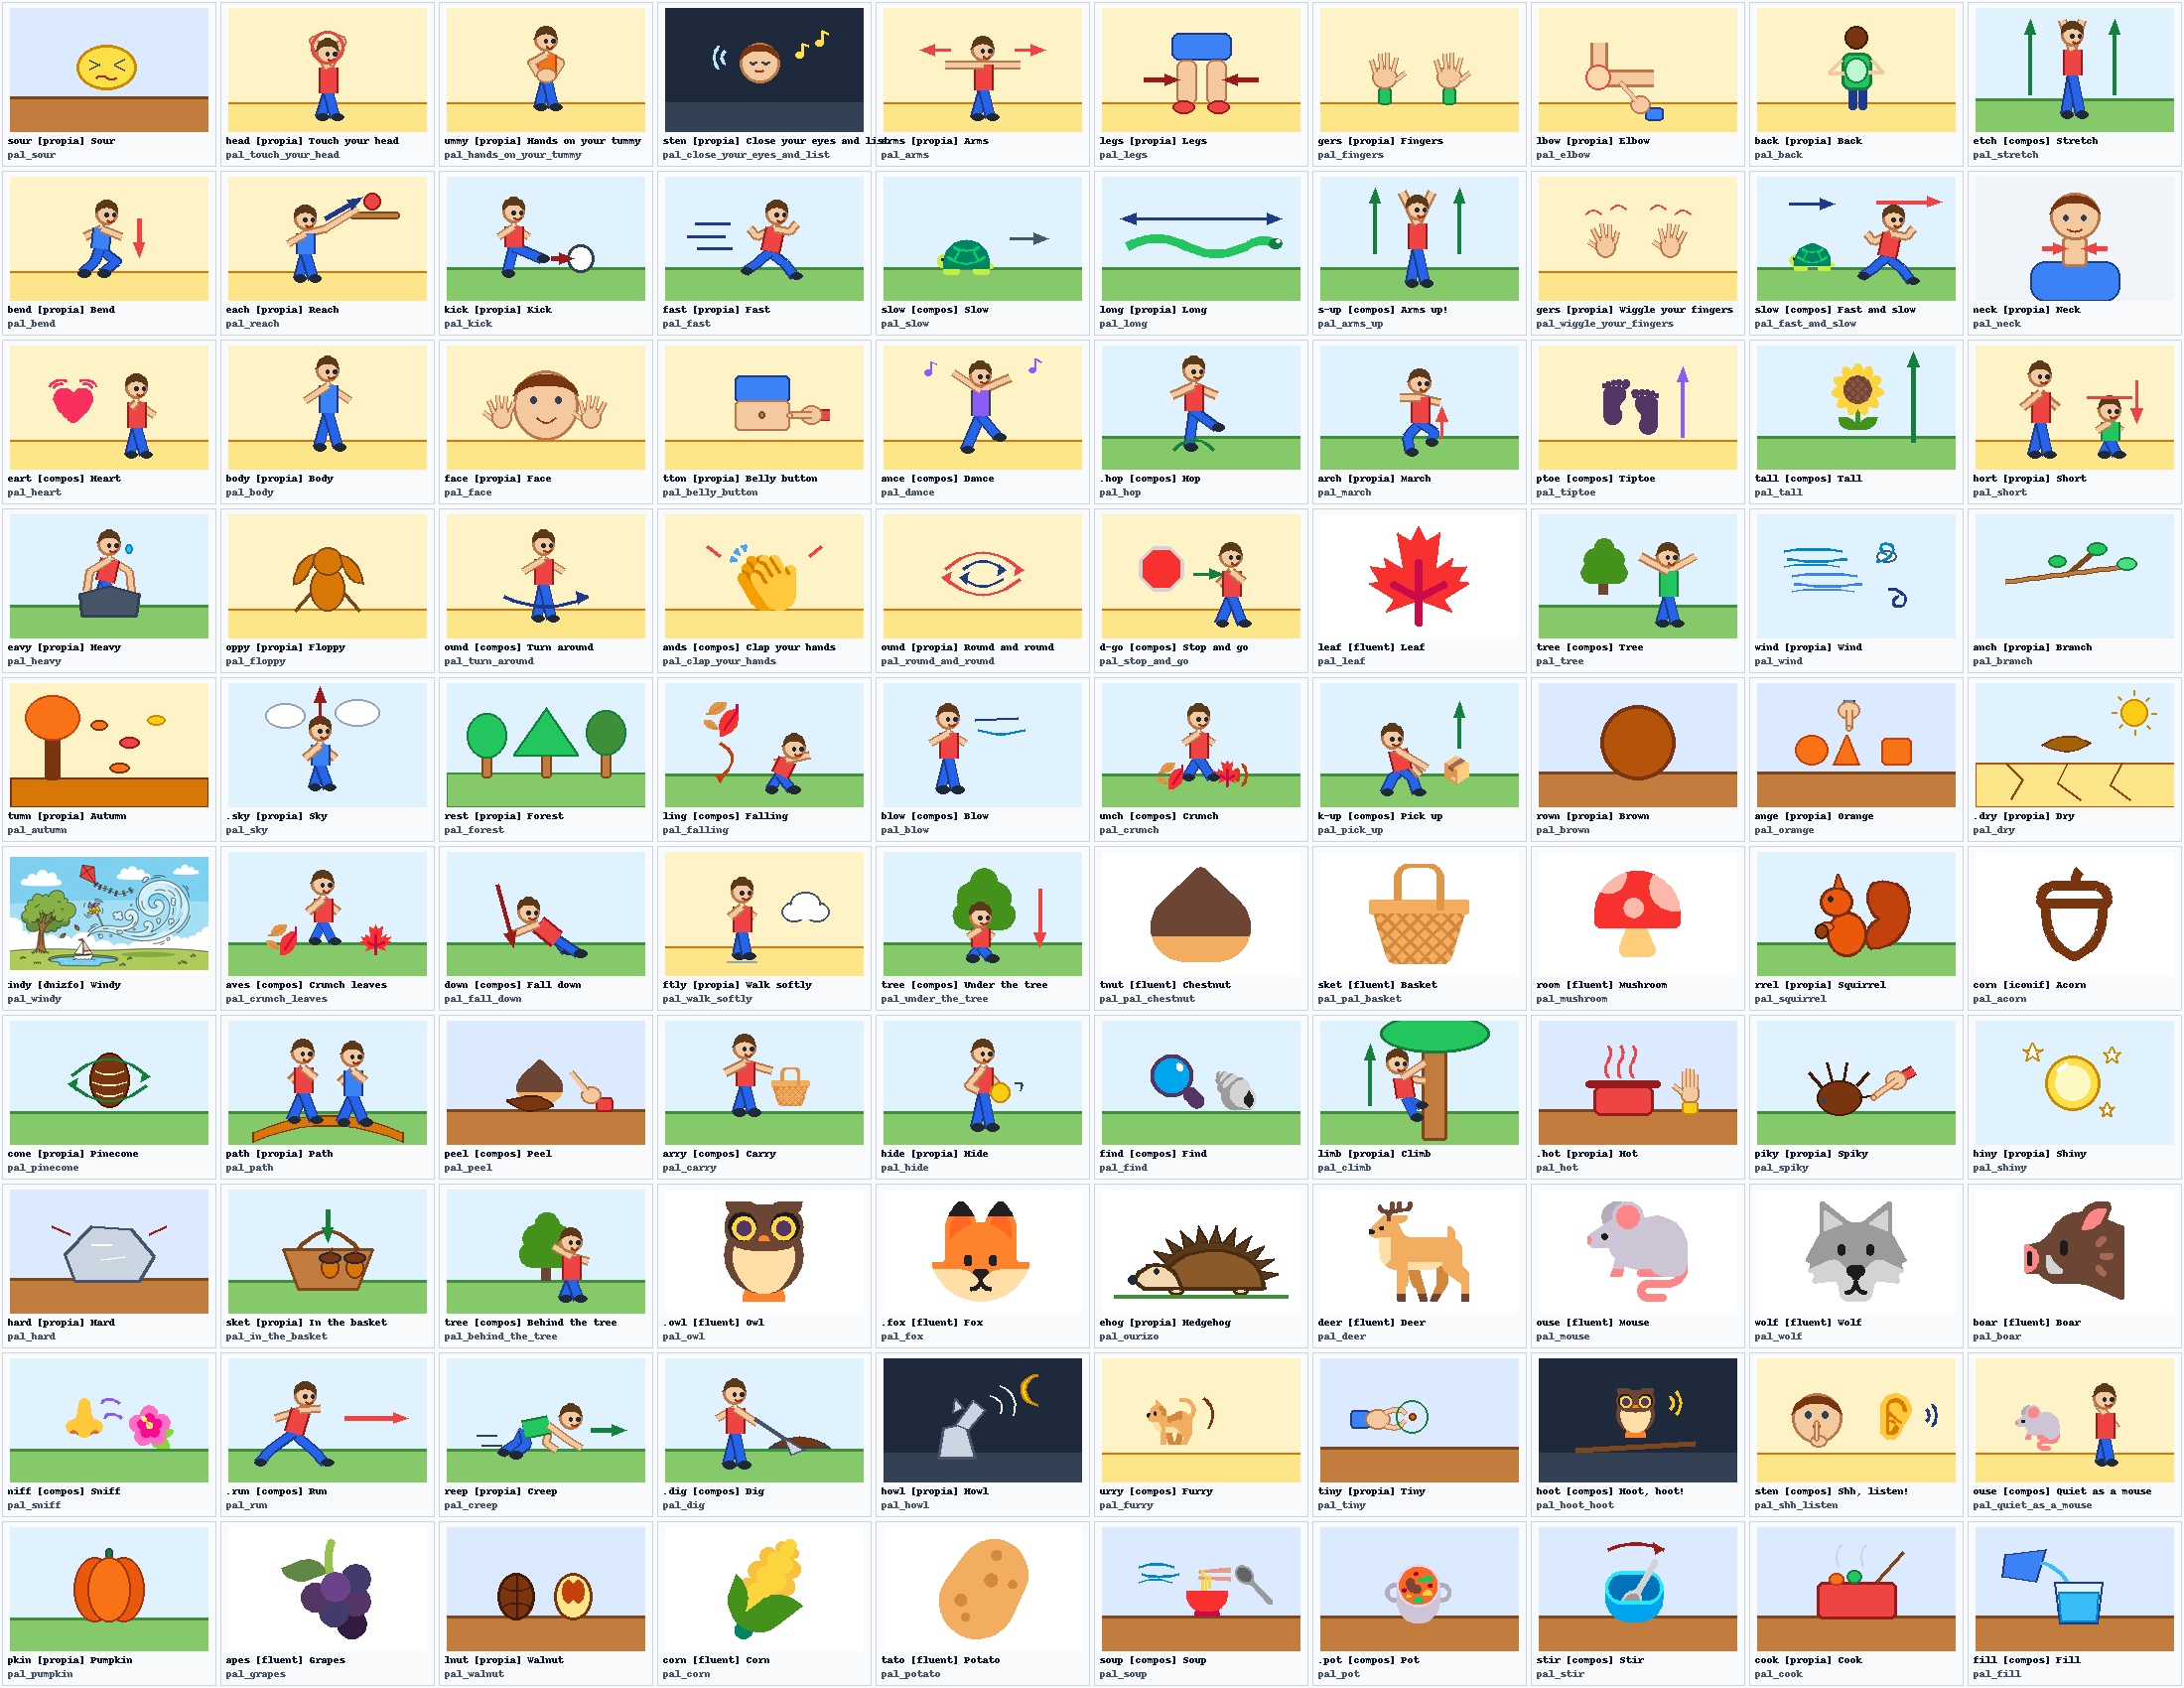 sour [propia] Sour
pal_sour
head [propia] Touch your head
pal_touch_your_head
ummy [propia] Hands on your tummy
pal_hands_on_your_tummy
sten [propia] Close your eyes and list
pal_close_your_eyes_and_list
arms [propia] Arms
pal_arms
legs [propia] Legs
pal_legs
gers [propia] Fingers
pal_fingers
lbow [propia] Elbow
pal_elbow
back [propia] Back
pal_back
etch [compos] Stretch
pal_stretch
bend [propia] Bend
pal_bend
each [propia] Reach
pal_reach
kick [propia] Kick
pal_kick
fast [propia] Fast
pal_fast
slow [compos] Slow
pal_slow
long [propia] Long
pal_long
s-up [compos] Arms up!
pal_arms_up
gers [propia] Wiggle your fingers
pal_wiggle_your_fingers
slow [compos] Fast and slow
pal_fast_and_slow
neck [propia] Neck
pal_neck
eart [compos] Heart
pal_heart
body [propia] Body
pal_body
face [propia] Face
pal_face
tton [propia] Belly button
pal_belly_button
ance [compos] Dance
pal_dance
.hop [compos] Hop
pal_hop
arch [propia] March
pal_march
ptoe [compos] Tiptoe
pal_tiptoe
tall [compos] Tall
pal_tall
hort [propia] Short
pal_short
eavy [propia] Heavy
pal_heavy
oppy [propia] Floppy
pal_floppy
ound [compos] Turn around
pal_turn_around
ands [compos] Clap your hands
pal_clap_your_hands
ound [propia] Round and round
pal_round_and_round
d-go [compos] Stop and go
pal_stop_and_go
leaf [fluent] Leaf
pal_leaf
tree [compos] Tree
pal_tree
wind [propia] Wind
pal_wind
anch [propia] Branch
pal_branch
tumn [propia] Autumn
pal_autumn
.sky [propia] Sky
pal_sky
rest [propia] Forest
pal_forest
ling [compos] Falling
pal_falling
blow [compos] Blow
pal_blow
unch [compos] Crunch
pal_crunch
k-up [compos] Pick up
pal_pick_up
rown [propia] Brown
pal_brown
ange [propia] Orange
pal_orange
.dry [propia] Dry
pal_dry
indy [dnizfo] Windy
pal_windy
aves [compos] Crunch leaves
pal_crunch_leaves
down [compos] Fall down
pal_fall_down
ftly [propia] Walk softly
pal_walk_softly
tree [compos] Under the tree
pal_under_the_tree
tnut [fluent] Chestnut
pal_pal_chestnut
sket [fluent] Basket
pal_pal_basket
room [fluent] Mushroom
pal_mushroom
rrel [propia] Squirrel
pal_squirrel
corn [iconif] Acorn
pal_acorn
cone [propia] Pinecone
pal_pinecone
path [propia] Path
pal_path
peel [compos] Peel
pal_peel
arry [compos] Carry
pal_carry
hide [propia] Hide
pal_hide
find [compos] Find
pal_find
limb [propia] Climb
pal_climb
.hot [propia] Hot
pal_hot
piky [propia] Spiky
pal_spiky
hiny [propia] Shiny
pal_shiny
hard [propia] Hard
pal_hard
sket [propia] In the basket
pal_in_the_basket
tree [compos] Behind the tree
pal_behind_the_tree
.owl [fluent] Owl
pal_owl
.fox [fluent] Fox
pal_fox
ehog [propia] Hedgehog
pal_ourizo
deer [fluent] Deer
pal_deer
ouse [fluent] Mouse
pal_mouse
wolf [fluent] Wolf
pal_wolf
boar [fluent] Boar
pal_boar
niff [compos] Sniff
pal_sniff
.run [compos] Run
pal_run
reep [propia] Creep
pal_creep
.dig [compos] Dig
pal_dig
howl [propia] Howl
pal_howl
urry [compos] Furry
pal_furry
tiny [propia] Tiny
pal_tiny
hoot [compos] Hoot, hoot!
pal_hoot_hoot
sten [compos] Shh, listen!
pal_shh_listen
ouse [compos] Quiet as a mouse
pal_quiet_as_a_mouse
pkin [propia] Pumpkin
pal_pumpkin
apes [fluent] Grapes
pal_grapes
lnut [propia] Walnut
pal_walnut
corn [fluent] Corn
pal_corn
tato [fluent] Potato
pal_potato
soup [compos] Soup
pal_soup
.pot [compos] Pot
pal_pot
stir [compos] Stir
pal_stir
cook [propia] Cook
pal_cook
fill [compos] Fill
pal_fill